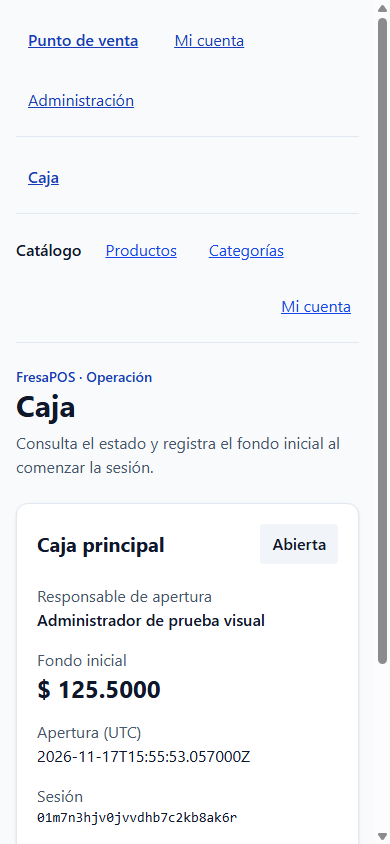 Punto de venta Mi cuenta
Administración
Caja
Catálogo Productos Categorías
Mi cuenta
FresaPOS · Operación
Caja
Consulta el estado y registra el fondo inicial al
comenzar la sesión.
Caja principal Abierta
Responsable de apertura
Administrador de prueba visual
Fondo inicial
$ 125.5000
Apertura (UTC)
2026-11-17T15:55:53.057000Z
Sesión
01m7n3hjv0jvvdhb7c2kb8ak6r